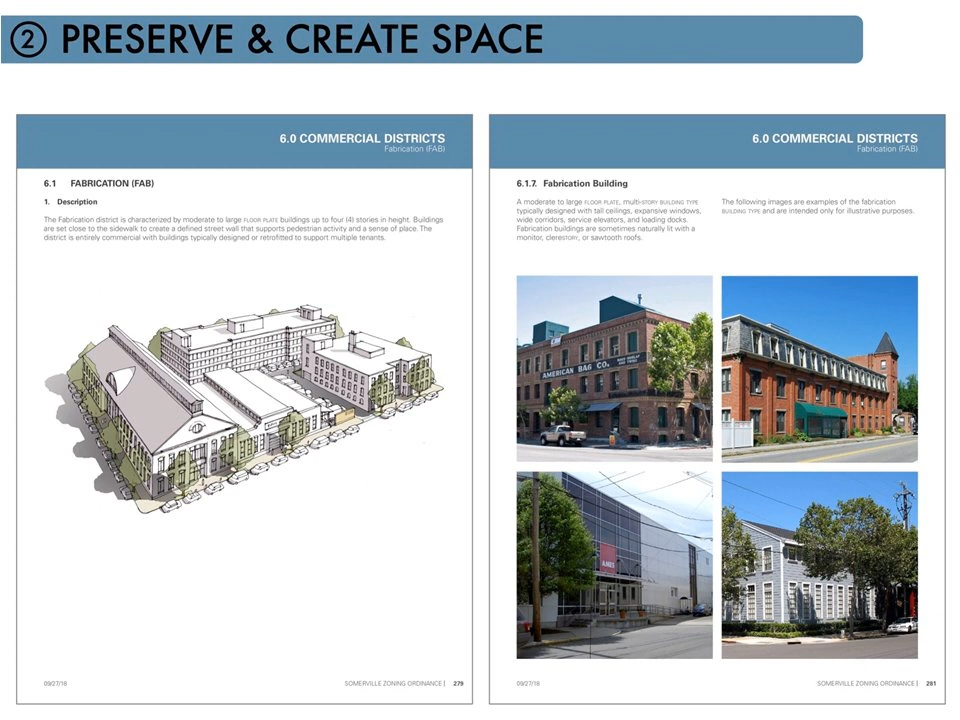 2 PRESERVE & CREATE SPACE
6.0 COMMERCIAL DISTRICTS
Fabrication (FAB)
6.1 FABRICATION (FAB)
1. Description
The Fabrication district is characterized by moderate to large FLOOR PLATE buildings up to four (4) stories in height. Buildings
are set close to the sidewalk to create a defined street wall that supports pedestrian activity and a sense of place. The
district is entirely commercial with buildings typically designed or retrofitted to support multiple tenants.
09/27/18
SOMERVILLE ZONING ORDINANCE | 279
6.0 COMMERCIAL DISTRICTS
Fabrication (FAB)
6.1.7. Fabrication Building
A moderate to large FLOOR PLATE, multi-STORY BUILDING TYPE
typically designed with tall ceilings, expansive windows,
wide corridors, service elevators, and loading docks.
Fabrication buildings are sometimes naturally lit with a
monitor, clereSTORY, or sawtooth roofs.
The following images are examples of the fabrication
BUILDING TYPE and are intended only for illustrative purposes.
AMERICAN BAG CO.
AMES
09/27/18
SOMERVILLE ZONING ORDINANCE | 281